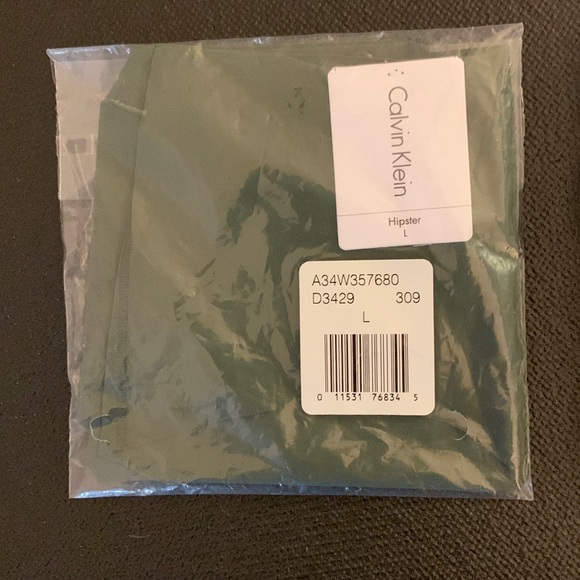 Calvin Klein
Hipster
L
A34W357680
D3429 309
L
0 11531 76834 5